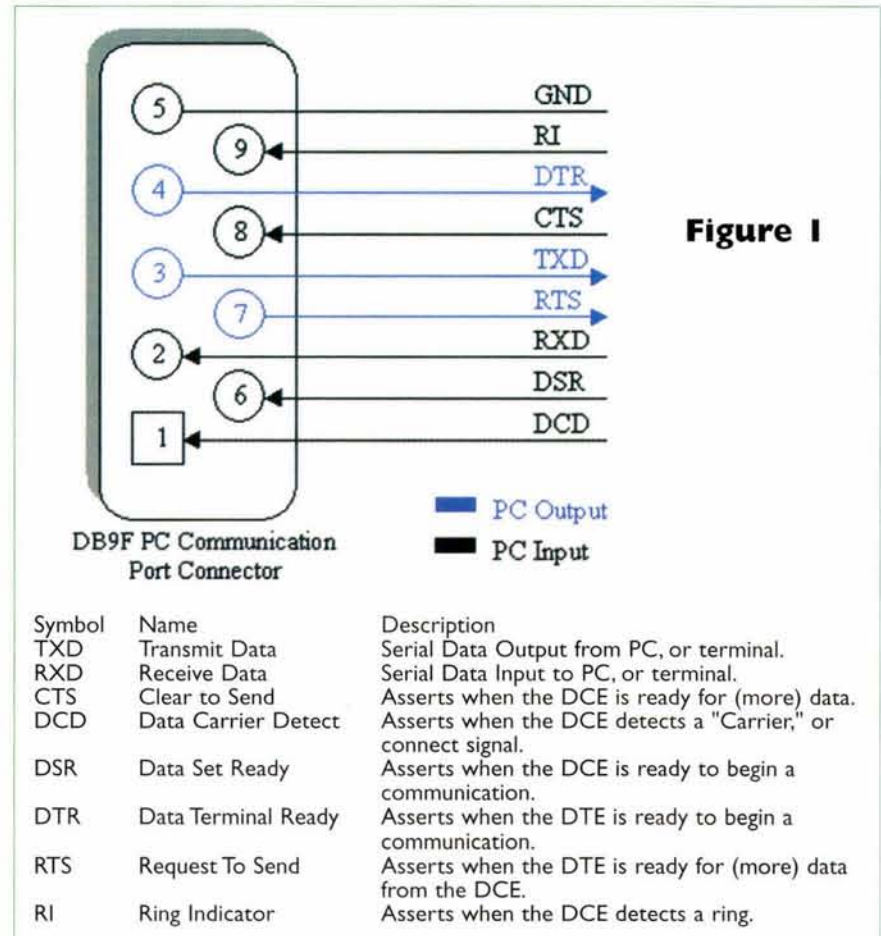 5
GND
9
RI
4
DTR
8
CTS
Figure 1
3
TXD
7
RTS
2
RXD
6
DSR
1
DCD
PC Output
PC Input
DB9F PC Communication
Port Connector
Symbol Name Description
TXD Transmit Data Serial Data Output from PC, or terminal.
RXD Receive Data Serial Data Input to PC, or terminal.
CTS Clear to Send Asserts when the DCE is ready for (more) data.
DCD Data Carrier Detect Asserts when the DCE detects a "Carrier," or
connect signal.
DSR Data Set Ready Asserts when the DCE is ready to begin a
communication.
DTR Data Terminal Ready Asserts when the DTE is ready to begin a
communication.
RTS Request To Send Asserts when the DTE is ready for (more) data
from the DCE.
RI Ring Indicator Asserts when the DCE detects a ring.